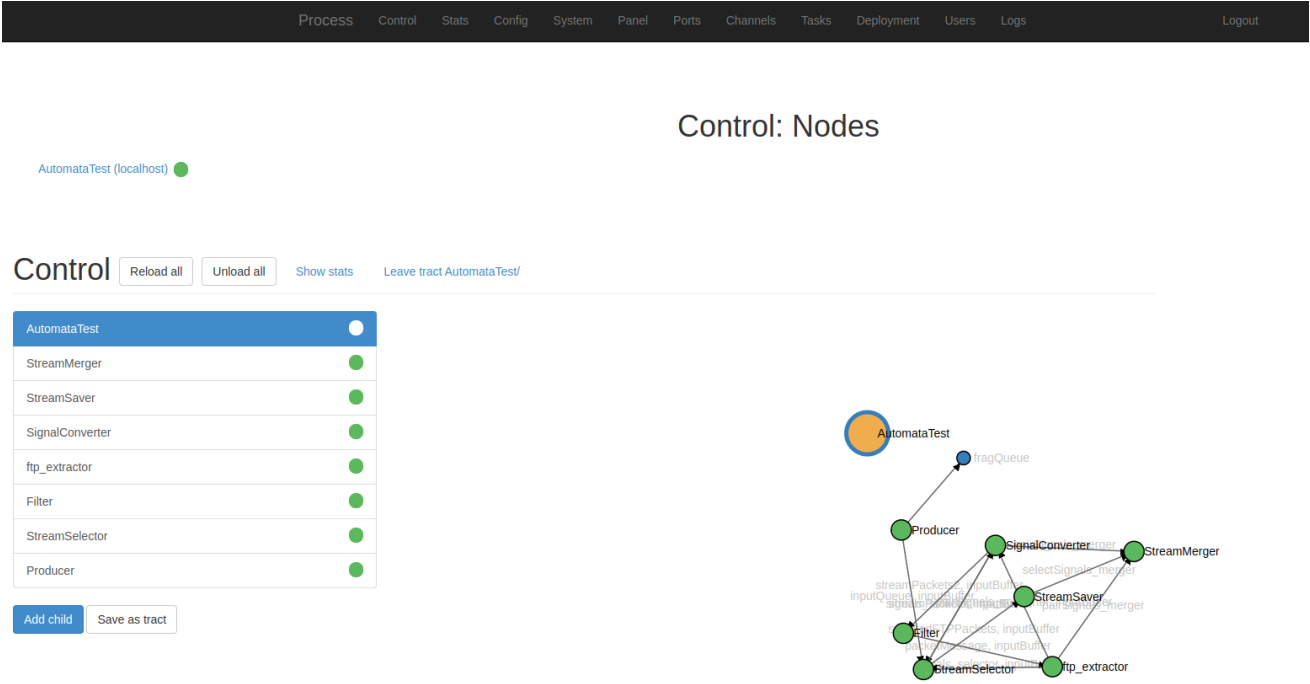 Process Control Stats Config System Panel Ports Channels Tasks Deployment Users Logs Logout
Control: Nodes
AutomataTest (localhost)
Control Reload all Unload all Show stats Leave tract AutomataTest/
AutomataTest
StreamMerger
StreamSaver
SignalConverter
ftp_extractor
Filter
StreamSelector
Producer
Add child Save as tract
AutomataTest
fragQueue
Producer
SignalConverter
StreamMerger
selectSignals_merger
streamPackets2, inputBuffer
inputQueue, inputBuffer
StreamSaver
pairSignals_merger
Filter
inputBuffer
packetMessage, inputBuffer
StreamSelector
ftp_extractor